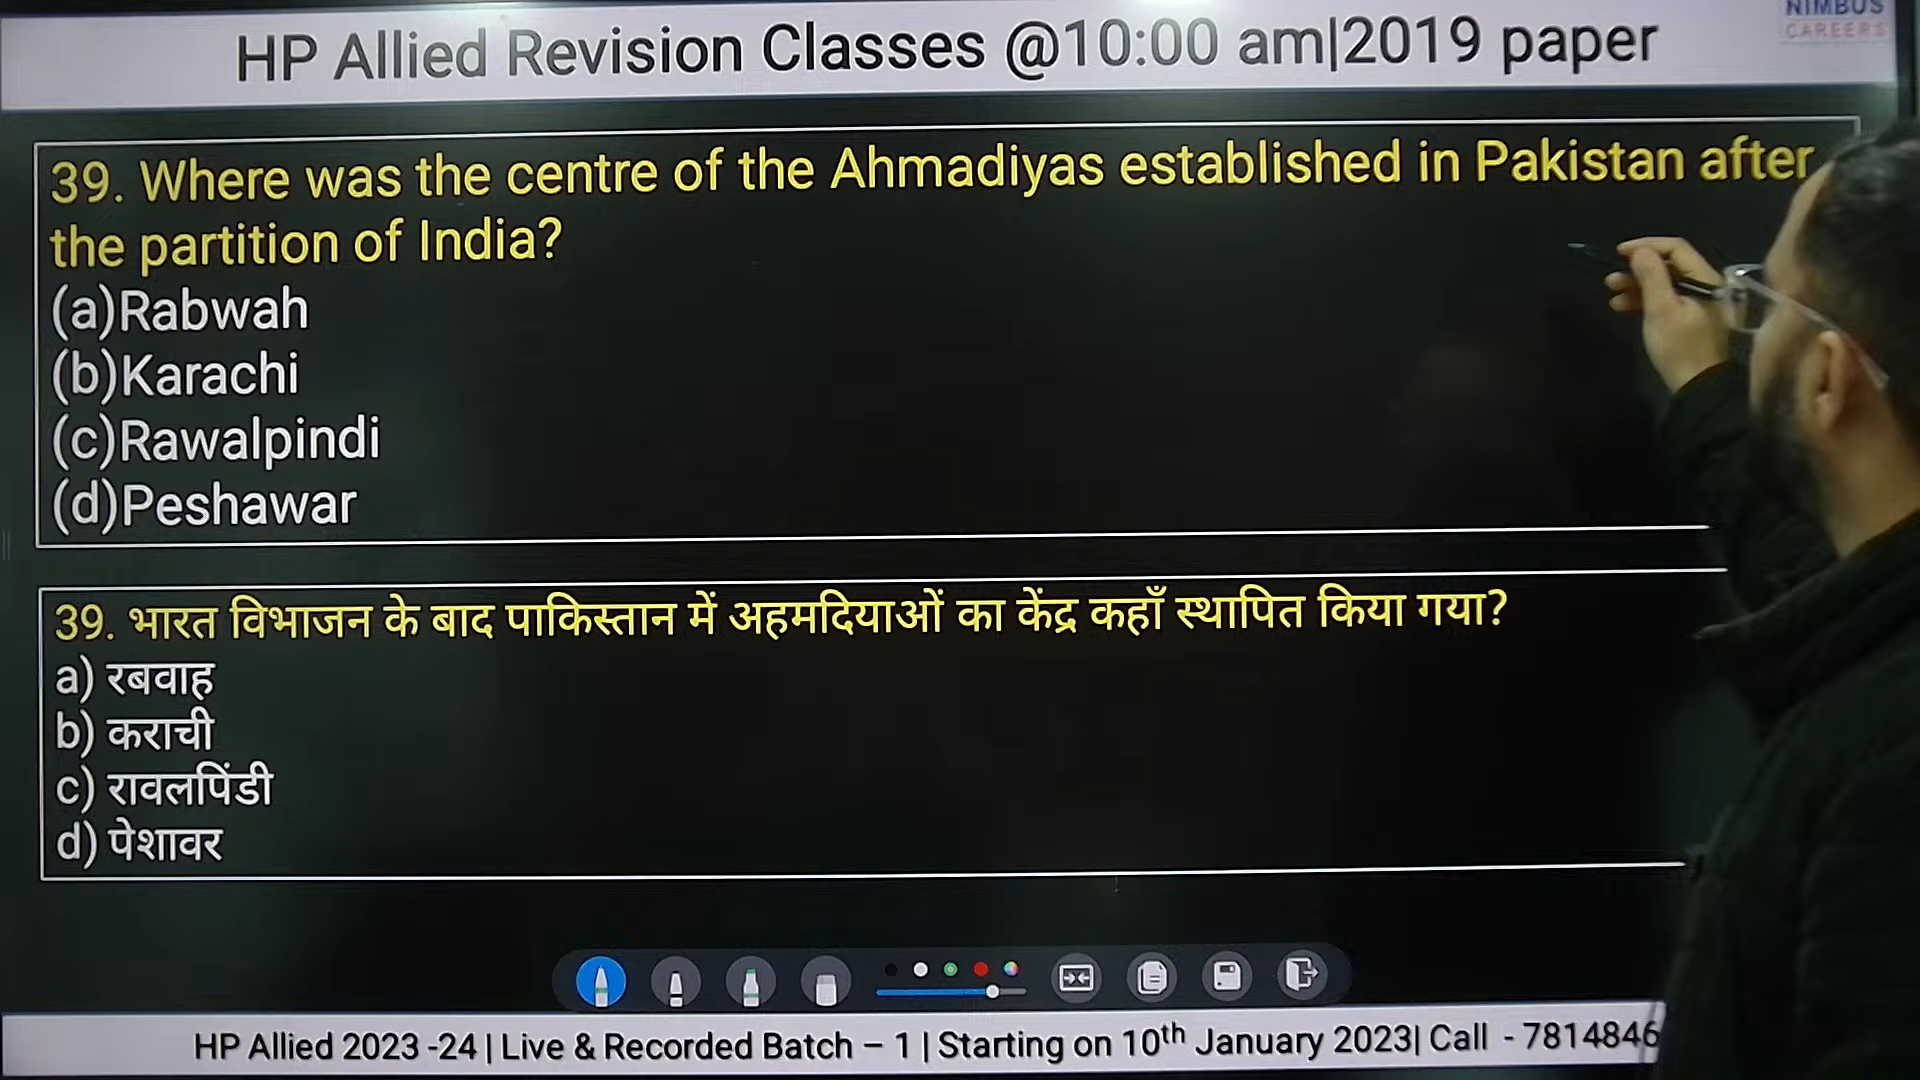 NIMBUS
CAREERS
HP Allied Revision Classes @10:00 am|2019 paper
39. Where was the centre of the Ahmadiyas established in Pakistan after
the partition of India?
(a)Rabwah
(b)Karachi
(c)Rawalpindi
(d)Peshawar
39. भारत विभाजन के बाद पाकिस्तान में अहमदियाओं का केंद्र कहाँ स्थापित किया गया?
a) रबवाह
b) कराची
c) रावलपिंडी
d) पेशावर
HP Allied 2023 -24 | Live & Recorded Batch – 1 | Starting on 10th January 2023| Call - 7814846